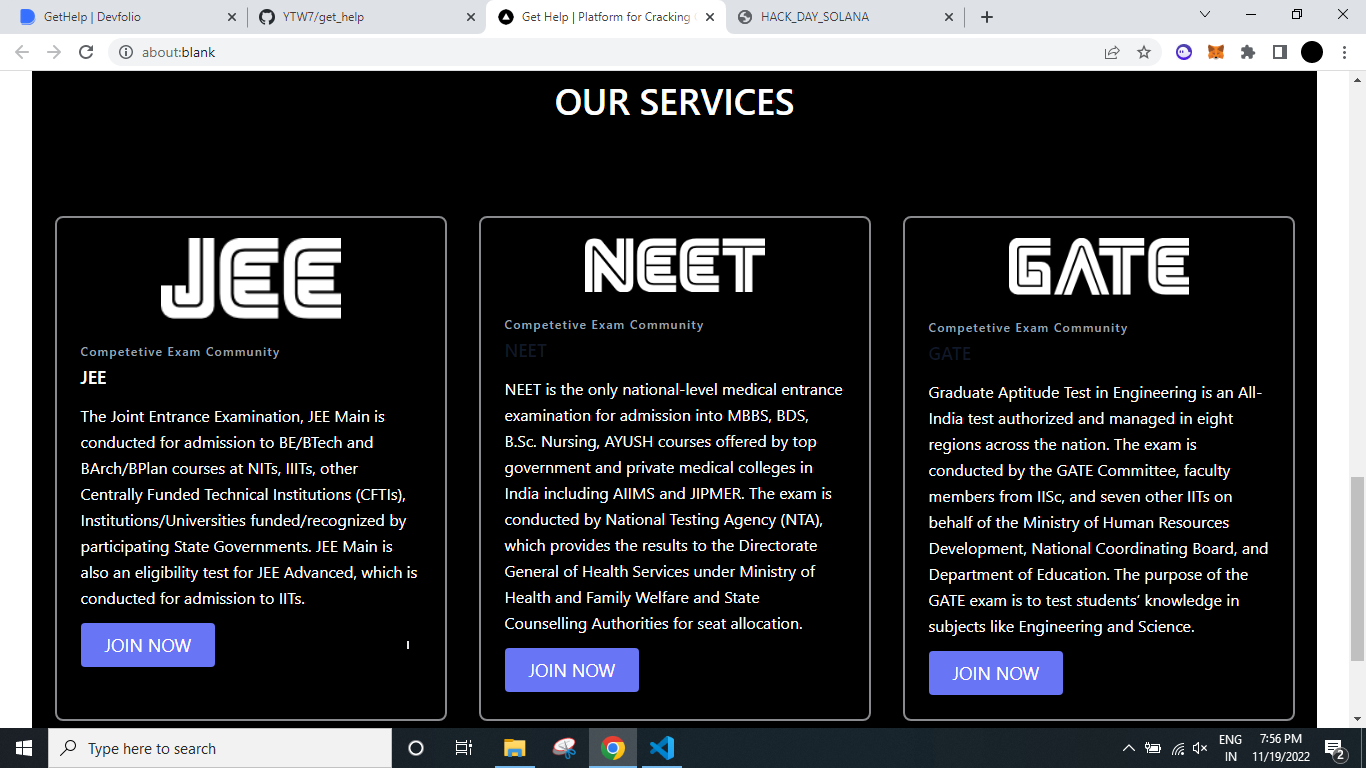 GetHelp | Devfolio
YTW7/get_help
Get Help | Platform for Cracking
HACK_DAY_SOLANA
about:blank
OUR SERVICES
JEE
Competetive Exam Community
JEE
The Joint Entrance Examination, JEE Main is
conducted for admission to BE/BTech and
BArch/BPlan courses at NITs, IIITs, other
Centrally Funded Technical Institutions (CFTIs),
Institutions/Universities funded/recognized by
participating State Governments. JEE Main is
also an eligibility test for JEE Advanced, which is
conducted for admission to IITs.
JOIN NOW
NEET
Competetive Exam Community
NEET
NEET is the only national-level medical entrance
examination for admission into MBBS, BDS,
B.Sc. Nursing, AYUSH courses offered by top
government and private medical colleges in
India including AIIMS and JIPMER. The exam is
conducted by National Testing Agency (NTA),
which provides the results to the Directorate
General of Health Services under Ministry of
Health and Family Welfare and State
Counselling Authorities for seat allocation.
JOIN NOW
GATE
Competetive Exam Community
GATE
Graduate Aptitude Test in Engineering is an All-
India test authorized and managed in eight
regions across the nation. The exam is
conducted by the GATE Committee, faculty
members from IISc, and seven other IITs on
behalf of the Ministry of Human Resources
Development, National Coordinating Board, and
Department of Education. The purpose of the
GATE exam is to test students’ knowledge in
subjects like Engineering and Science.
JOIN NOW
Type here to search
ENG
IN
7:56 PM
11/19/2022
2